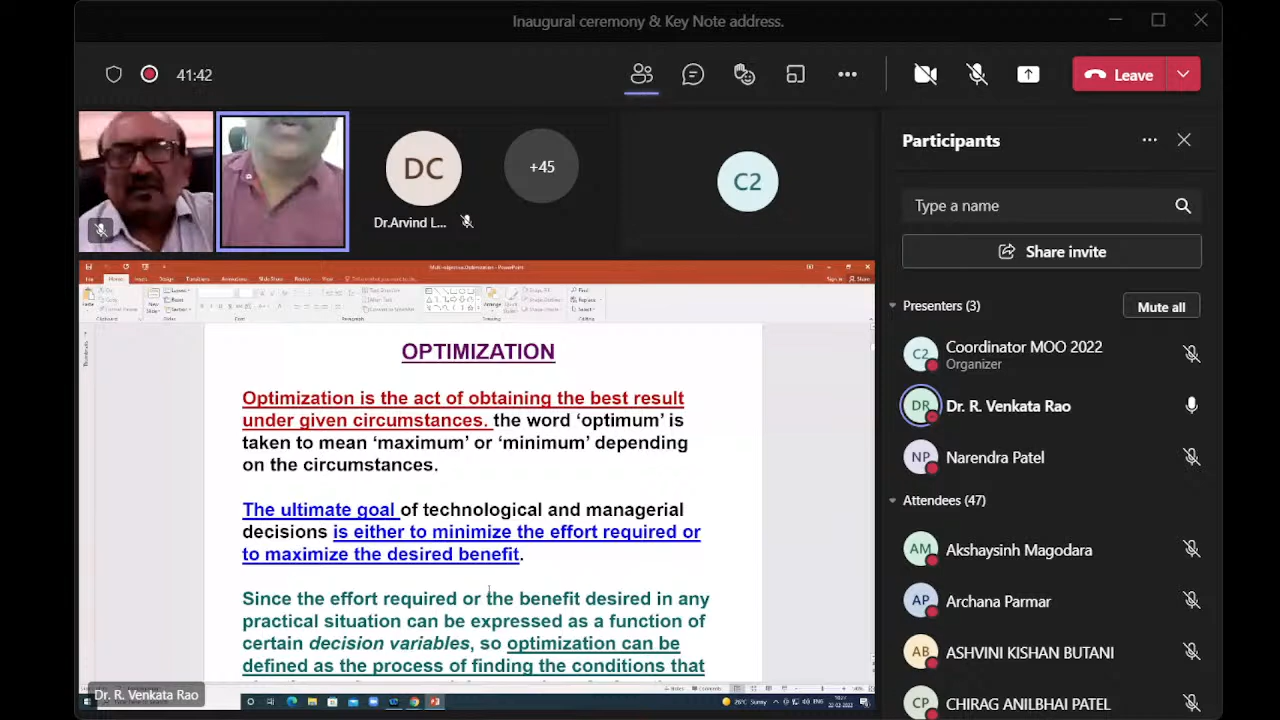 Inaugural ceremony & Key Note address.
41:42
Leave
DC
+45
C2
Dr.Arvind L...
Participants
Type a name
Share invite
Presenters (3)
Mute all
C2
Coordinator MOO 2022
Organizer
DR
Dr. R. Venkata Rao
NP
Narendra Patel
Attendees (47)
AM
Akshaysinh Magodara
AP
Archana Parmar
AB
ASHVINI KISHAN BUTANI
CP
CHIRAG ANILBHAI PATEL
OPTIMIZATION
Optimization is the act of obtaining the best result
under given circumstances. the word ‘optimum’ is
taken to mean ‘maximum’ or ‘minimum’ depending
on the circumstances.
The ultimate goal of technological and managerial
decisions is either to minimize the effort required or
to maximize the desired benefit.
Since the effort required or the benefit desired in any
practical situation can be expressed as a function of
certain decision variables, so optimization can be
defined as the process of finding the conditions that
Dr. R. Venkata Rao
26°C Sunny